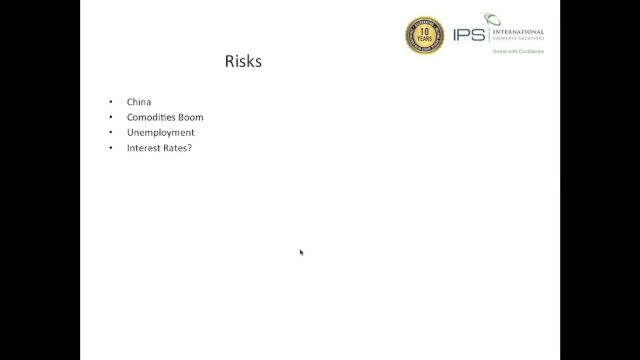 10
YEARS
IPS
INTERNATIONAL
PROPERTY SOLUTIONS
Invest with Confidence
Risks
• China
• Comodities Boom
• Unemployment
• Interest Rates?